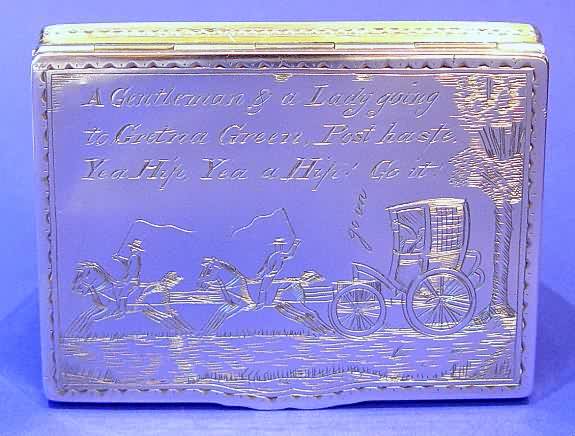 A Gentleman & a Lady going
to Gretna Green, Post haste.
Yea Hip, Yea a Hip! Go it!